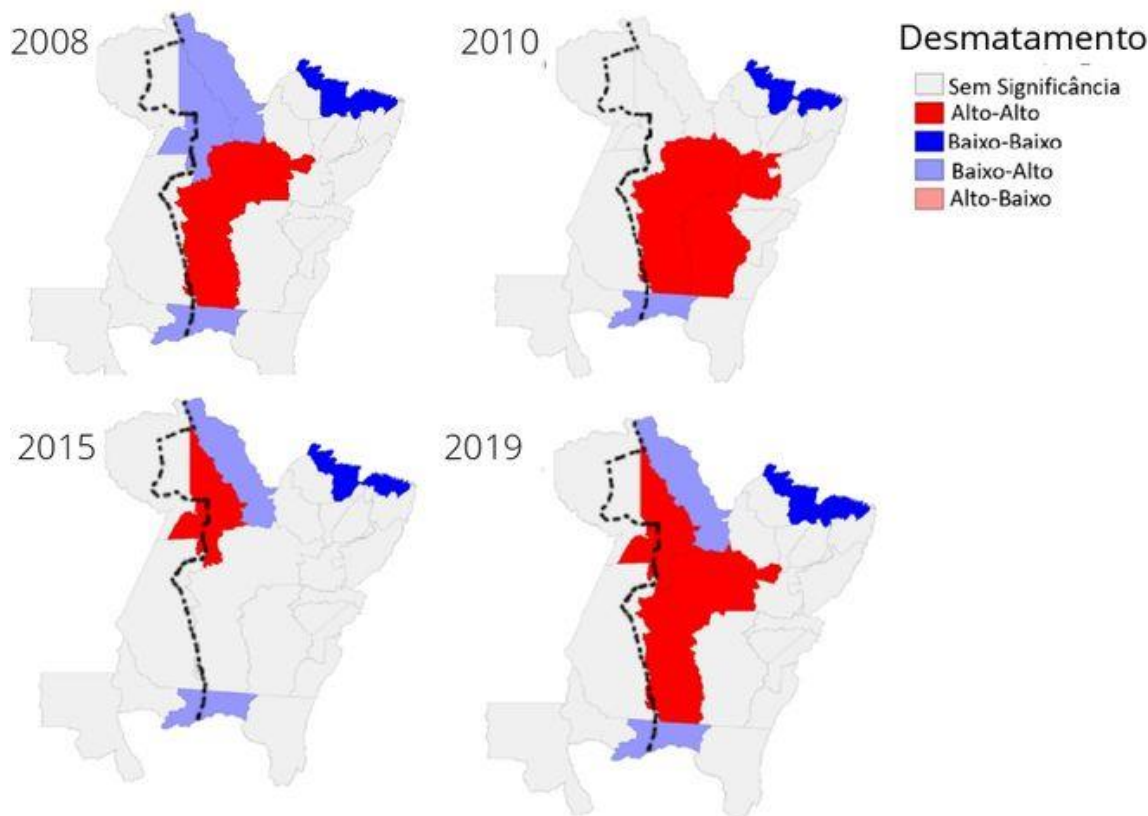 2008
2010
Desmatamento
Sem Significância
Alto-Alto
Baixo-Baixo
Baixo-Alto
Alto-Baixo
2015
2019